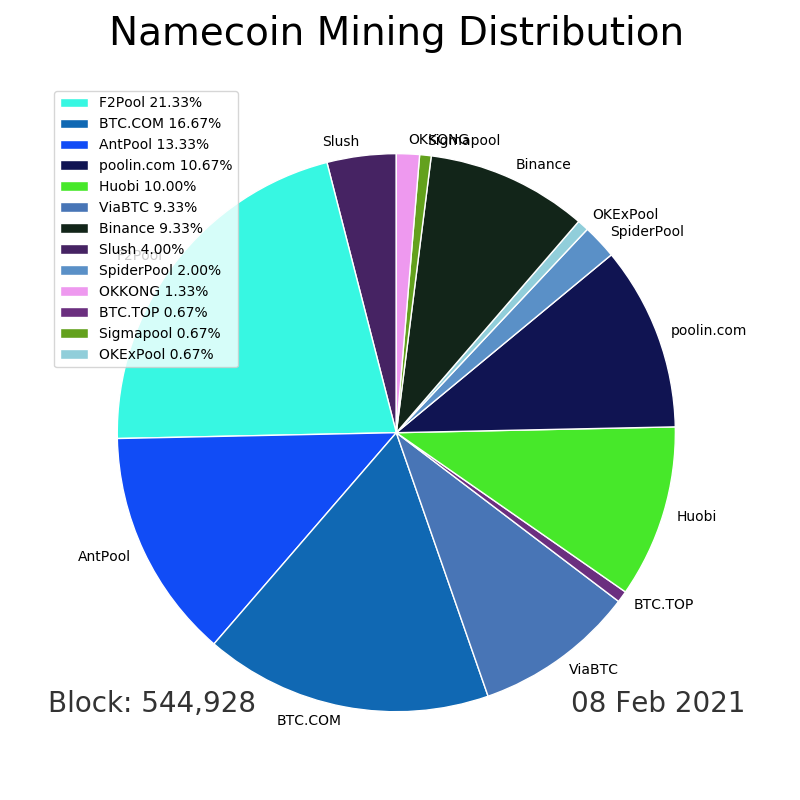 Namecoin Mining Distribution
F2Pool 21.33%
BTC.COM 16.67%
AntPool 13.33%
poolin.com 10.67%
Huobi 10.00%
ViaBTC 9.33%
Binance 9.33%
Slush 4.00%
SpiderPool 2.00%
OKKONG 1.33%
BTC.TOP 0.67%
Sigmapool 0.67%
OKExPool 0.67%
Slush
OKKONG
Sigmapool
Binance
OKExPool
SpiderPool
F2Pool
poolin.com
Huobi
AntPool
BTC.TOP
ViaBTC
BTC.COM
Block: 544,928
08 Feb 2021